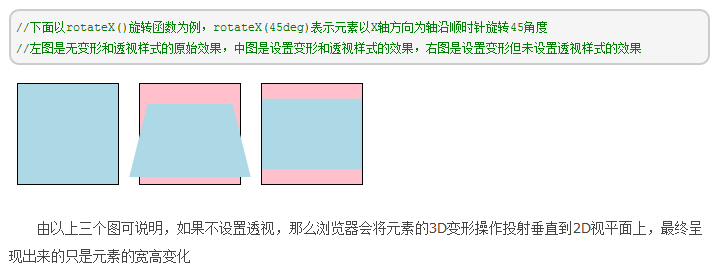 //下面以rotateX()旋转函数为例，rotateX(45deg)表示元素以X轴方向为轴沿顺时针旋转45角度
//左图是无变形和透视样式的原始效果，中图是设置变形和透视样式的效果，右图是设置变形但未设置透视样式的效果
由以上三个图可说明，如果不设置透视，那么浏览器会将元素的3D变形操作投射垂直到2D视平面上，最终呈
现出来的只是元素的宽高变化